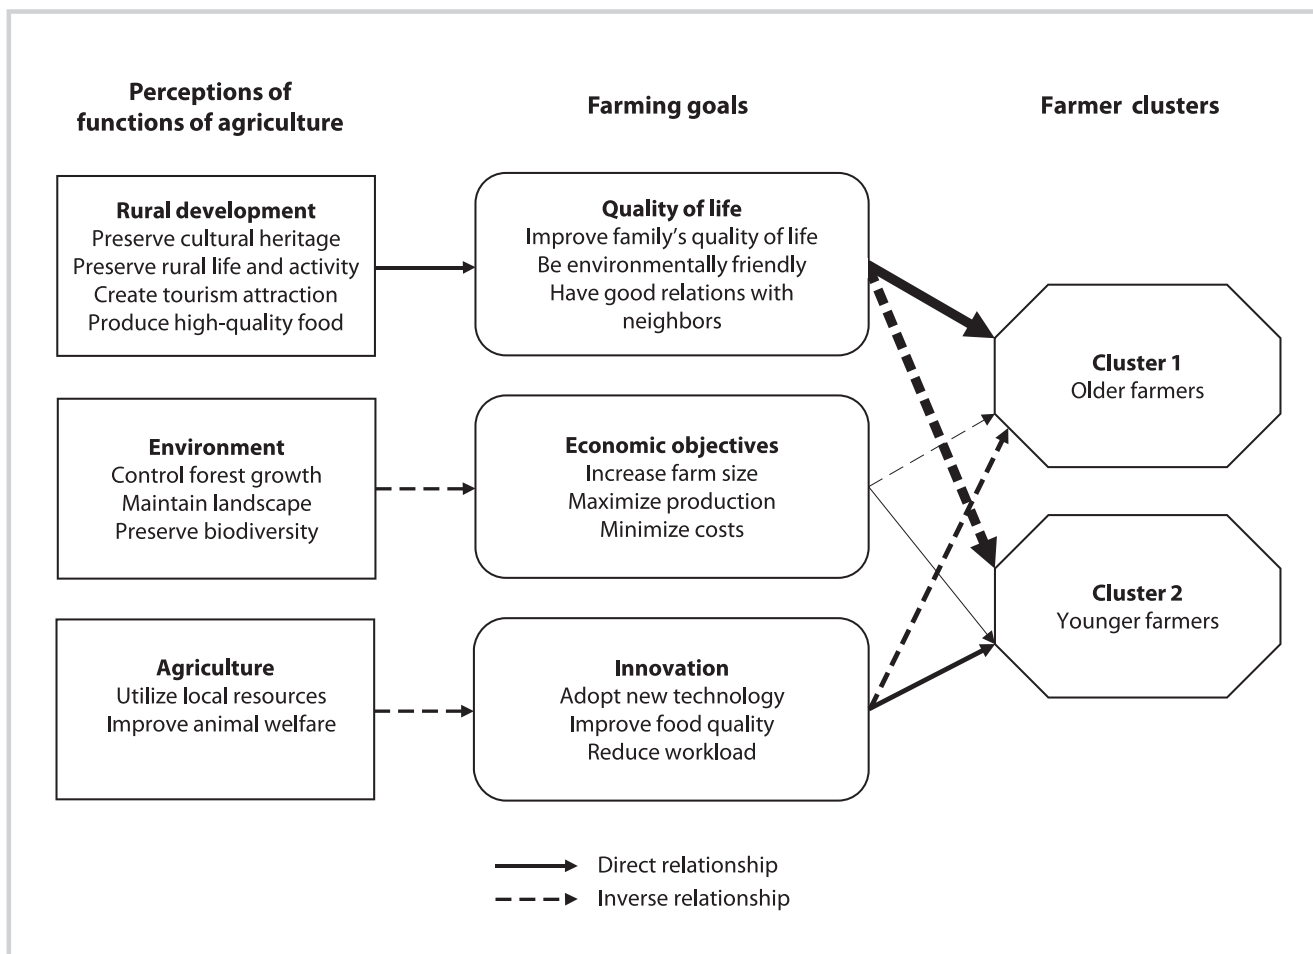 Perceptions of
functions of agriculture
Farming goals
Farmer clusters
Rural development
Preserve cultural heritage
Preserve rural life and activity
Create tourism attraction
Produce high-quality food
Quality of life
Improve family's quality of life
Be environmentally friendly
Have good relations with
neighbors
Cluster 1
Older farmers
Environment
Control forest growth
Maintain landscape
Preserve biodiversity
Economic objectives
Increase farm size
Maximize production
Minimize costs
Cluster 2
Younger farmers
Agriculture
Utilize local resources
Improve animal welfare
Innovation
Adopt new technology
Improve food quality
Reduce workload
Direct relationship
Inverse relationship